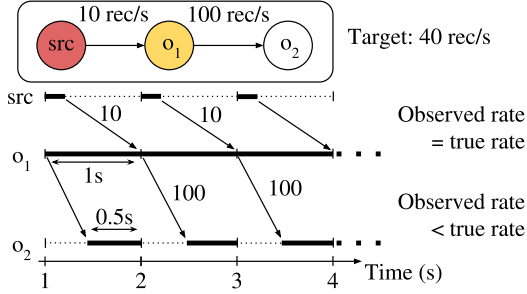 10 rec/s 100 rec/s
src o1 o2 Target: 40 rec/s
src
10 10
Observed rate
= true rate
o1
1s
100 100
Observed rate
< true rate
0.5s
o2
Time (s)
1 2 3 4